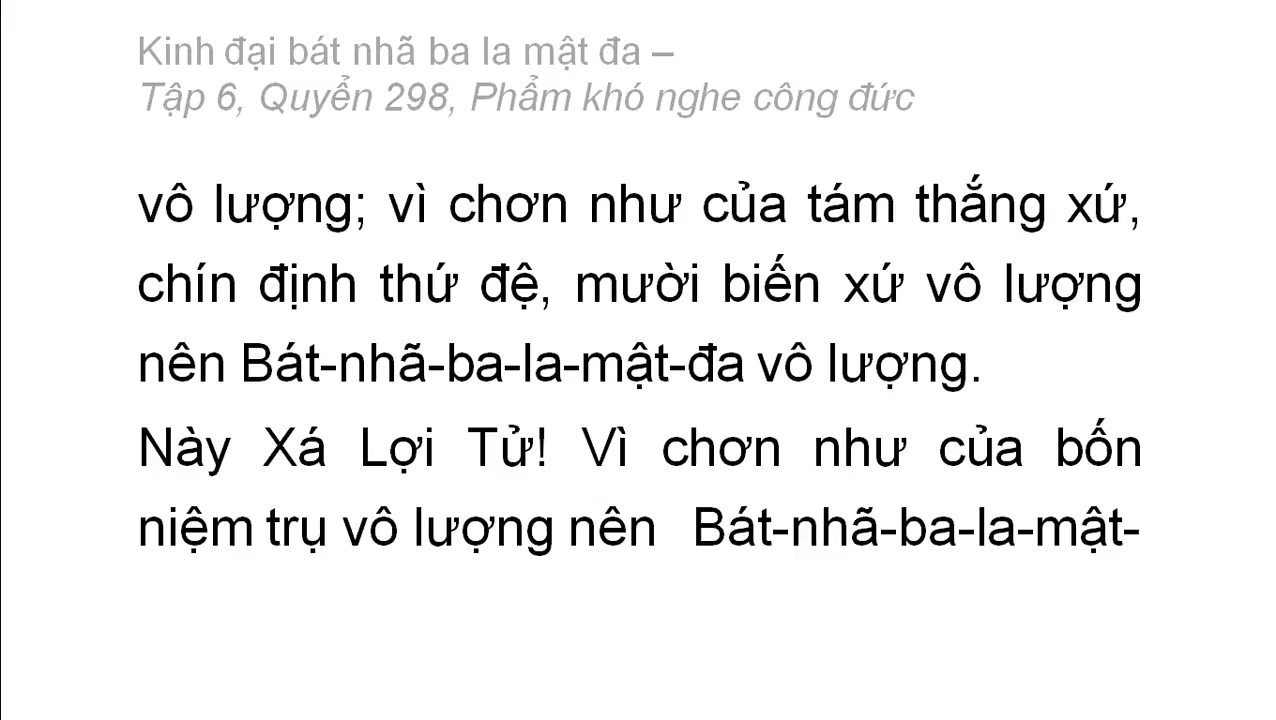 Kinh đại bát nhã ba la mật đa –
Tập 6, Quyển 298, Phẩm khó nghe công đức
vô lượng; vì chơn như của tám thắng xứ,
chín định thứ đệ, mười biến xứ vô lượng
nên Bát-nhã-ba-la-mật-đa vô lượng.
Này Xá Lợi Tử! Vì chơn như của bốn
niệm trụ vô lượng nên Bát-nhã-ba-la-mật-